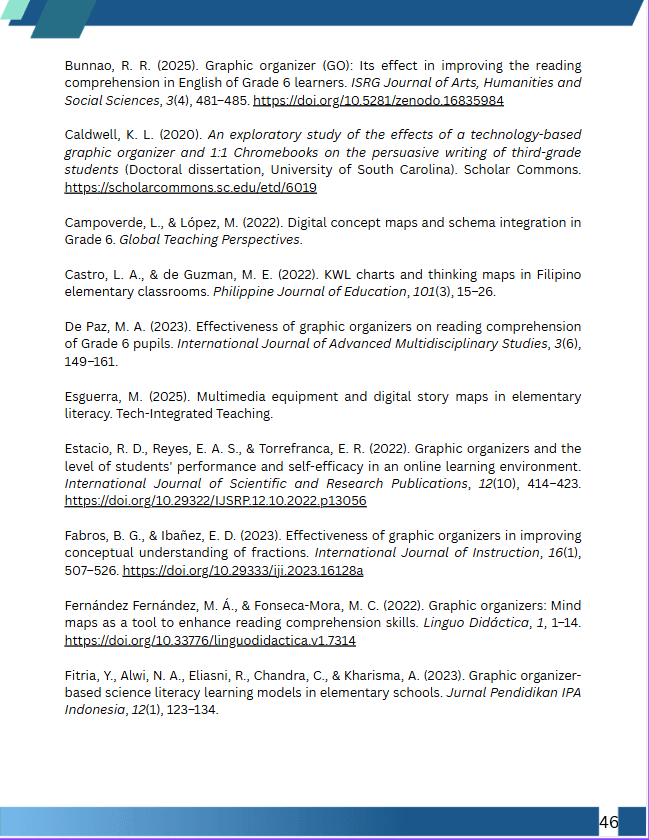 Bunnao, R. R. (2025). Graphic organizer (GO): Its effect in improving the reading
comprehension in English of Grade 6 learners. ISRG Journal of Arts, Humanities and
Social Sciences, 3(4), 481–485. https://doi.org/10.5281/zenodo.16835984
Caldwell, K. L. (2020). An exploratory study of the effects of a technology-based
graphic organizer and 1:1 Chromebooks on the persuasive writing of third-grade
students (Doctoral dissertation, University of South Carolina). Scholar Commons.
https://scholarcommons.sc.edu/etd/6019
Campoverde, L., & López, M. (2022). Digital concept maps and schema integration in
Grade 6. Global Teaching Perspectives.
Castro, L. A., & de Guzman, M. E. (2022). KWL charts and thinking maps in Filipino
elementary classrooms. Philippine Journal of Education, 101(3), 15–26.
De Paz, M. A. (2023). Effectiveness of graphic organizers on reading comprehension
of Grade 6 pupils. International Journal of Advanced Multidisciplinary Studies, 3(6),
149–161.
Esguerra, M. (2025). Multimedia equipment and digital story maps in elementary
literacy. Tech-Integrated Teaching.
Estacio, R. D., Reyes, E. A. S., & Torrefranca, E. R. (2022). Graphic organizers and the
level of students' performance and self-efficacy in an online learning environment.
International Journal of Scientific and Research Publications, 12(10), 414–423.
https://doi.org/10.29322/IJSRP.12.10.2022.p13056
Fabros, B. G., & Ibañez, E. D. (2023). Effectiveness of graphic organizers in improving
conceptual understanding of fractions. International Journal of Instruction, 16(1),
507–526. https://doi.org/10.29333/iji.2023.16128a
Fernández Fernández, M. Á., & Fonseca-Mora, M. C. (2022). Graphic organizers: Mind
maps as a tool to enhance reading comprehension skills. Linguo Didáctica, 1, 1–14.
https://doi.org/10.33776/linguodidactica.v1.7314
Fitria, Y., Alwi, N. A., Eliasni, R., Chandra, C., & Kharisma, A. (2023). Graphic organizer-
based science literacy learning models in elementary schools. Jurnal Pendidikan IPA
Indonesia, 12(1), 123–134.
46